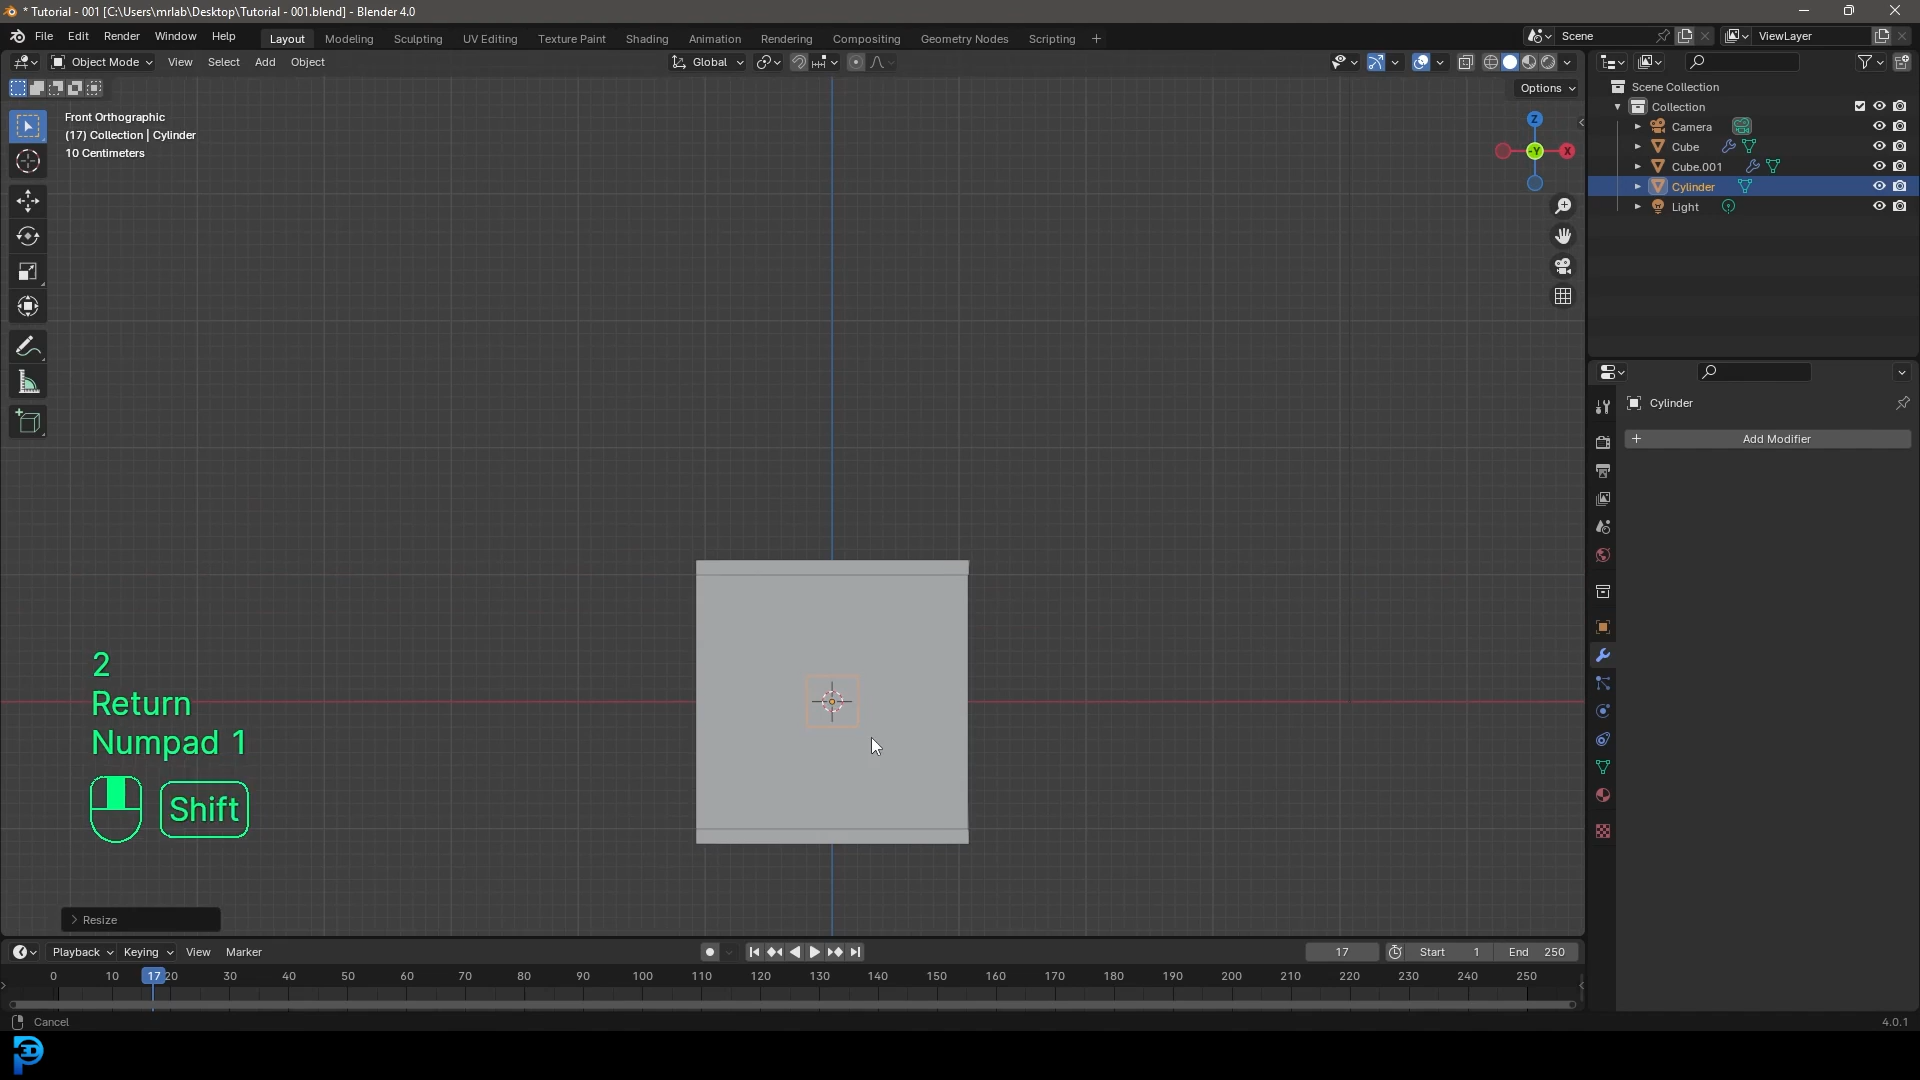 * Tutorial - 001 [C:\Users\mrlab\Desktop\Tutorial - 001.blend] - Blender 4.0
File Edit Render Window Help Layout Modeling Sculpting UV Editing Texture Paint Shading Animation Rendering Compositing Geometry Nodes Scripting + Scene ViewLayer
Object Mode View Select Add Object Global
Options
Front Orthographic
(17) Collection | Cylinder
10 Centimeters
Z
-Y X
Scene Collection
Collection
Camera
Cube
Cube.001
Cylinder
Light
Cylinder
+ Add Modifier
2
Return
Numpad 1
Shift
> Resize
Playback Keying View Marker 17 Start 1 End 250
0 10 17 20 30 40 50 60 70 80 90 100 110 120 130 140 150 160 170 180 190 200 210 220 230 240 250
Cancel
4.0.1